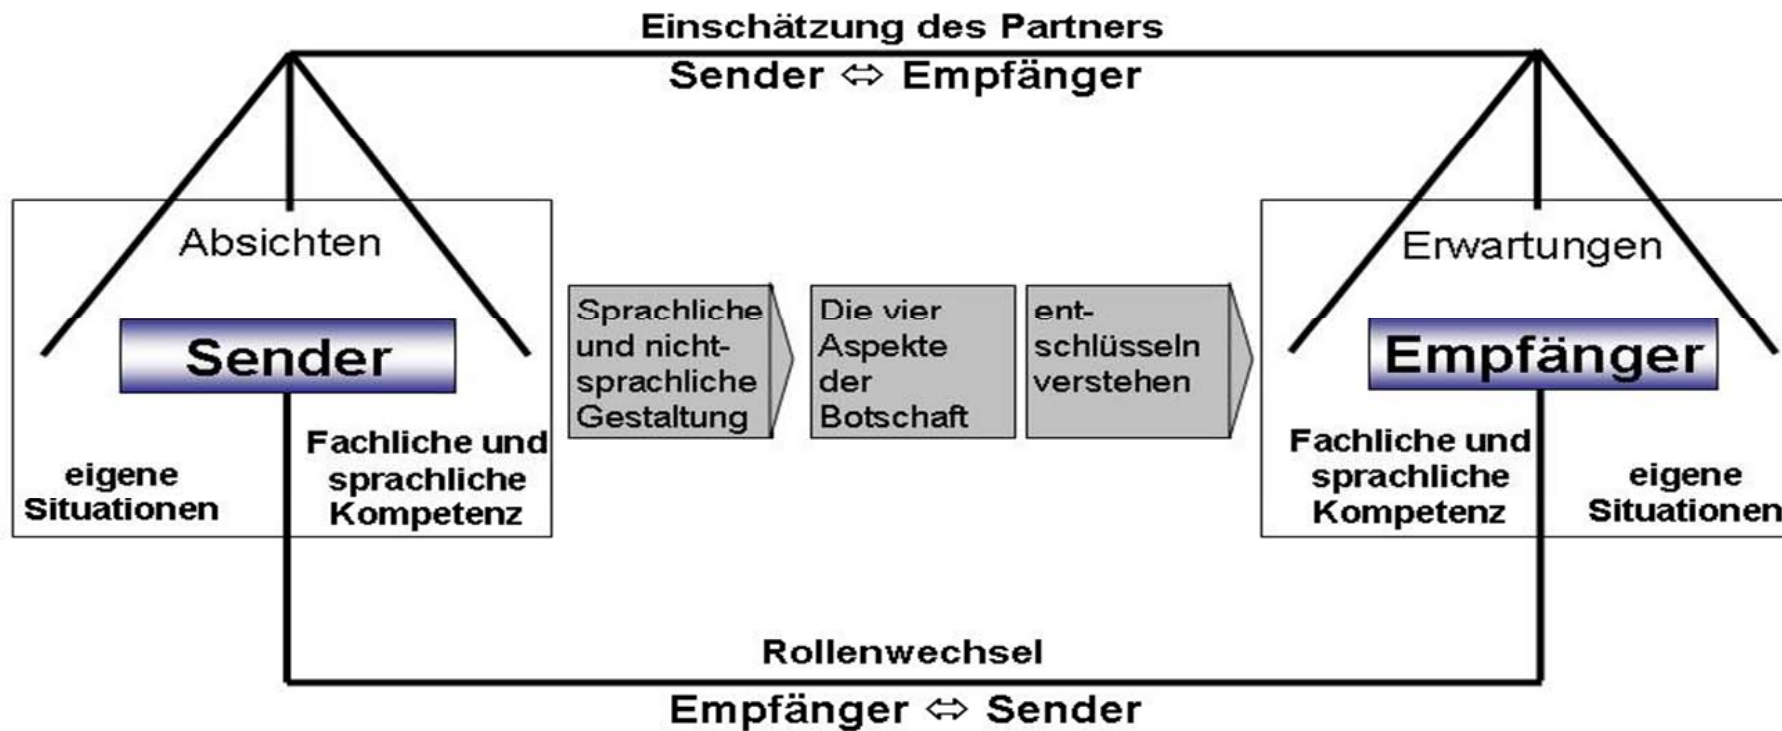 Einschätzung des Partners
Sender ⇔ Empfänger
Absichten
Sender
eigene
Situationen
Fachliche und
sprachliche
Kompetenz
Sprachliche
und nicht-
sprachliche
Gestaltung
Die vier
Aspekte
der
Botschaft
ent-
schlüsseln
verstehen
Erwartungen
Empfänger
Fachliche und
sprachliche
Kompetenz
eigene
Situationen
Rollenwechsel
Empfänger ⇔ Sender